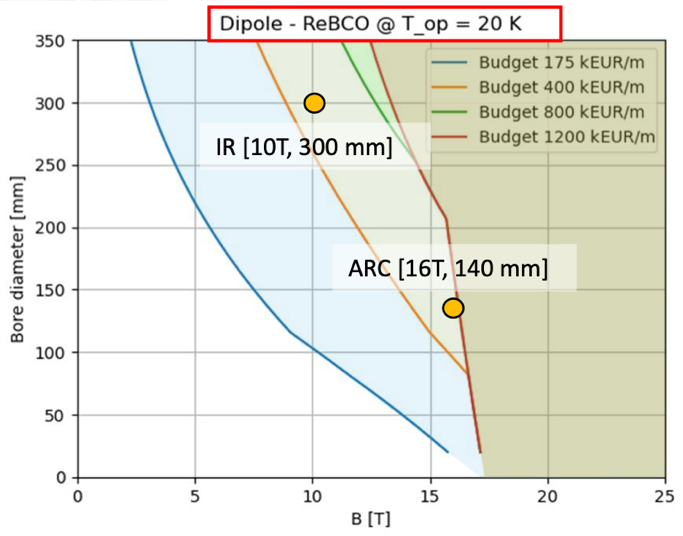 Dipole - ReBCO @ T_op = 20 K
Budget 175 kEUR/m
Budget 400 kEUR/m
Budget 800 kEUR/m
Budget 1200 kEUR/m
IR [10T, 300 mm]
ARC [16T, 140 mm]
Bore diameter [mm]
350
300
250
200
150
100
50
0
0 5 10 15 20 25
B [T]